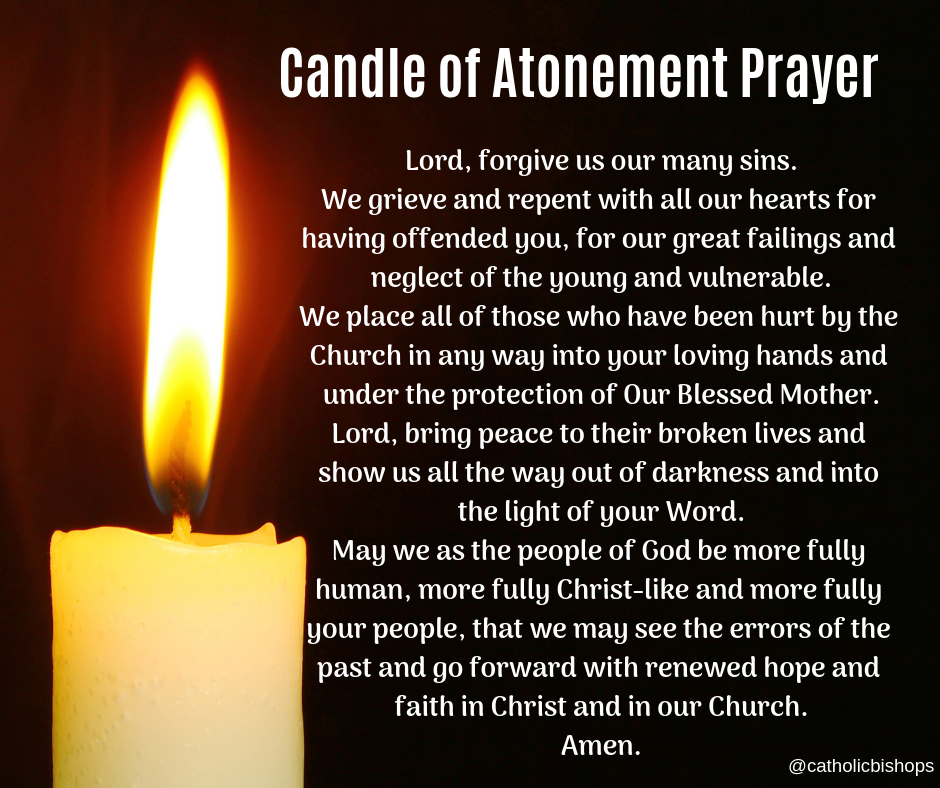 Candle of Atonement Prayer
Lord, forgive us our many sins.
We grieve and repent with all our hearts for
having offended you, for our great failings and
neglect of the young and vulnerable.
We place all of those who have been hurt by the
Church in any way into your loving hands and
under the protection of Our Blessed Mother.
Lord, bring peace to their broken lives and
show us all the way out of darkness and into
the light of your Word.
May we as the people of God be more fully
human, more fully Christ-like and more fully
your people, that we may see the errors of the
past and go forward with renewed hope and
faith in Christ and in our Church.
Amen.
@catholicbishops